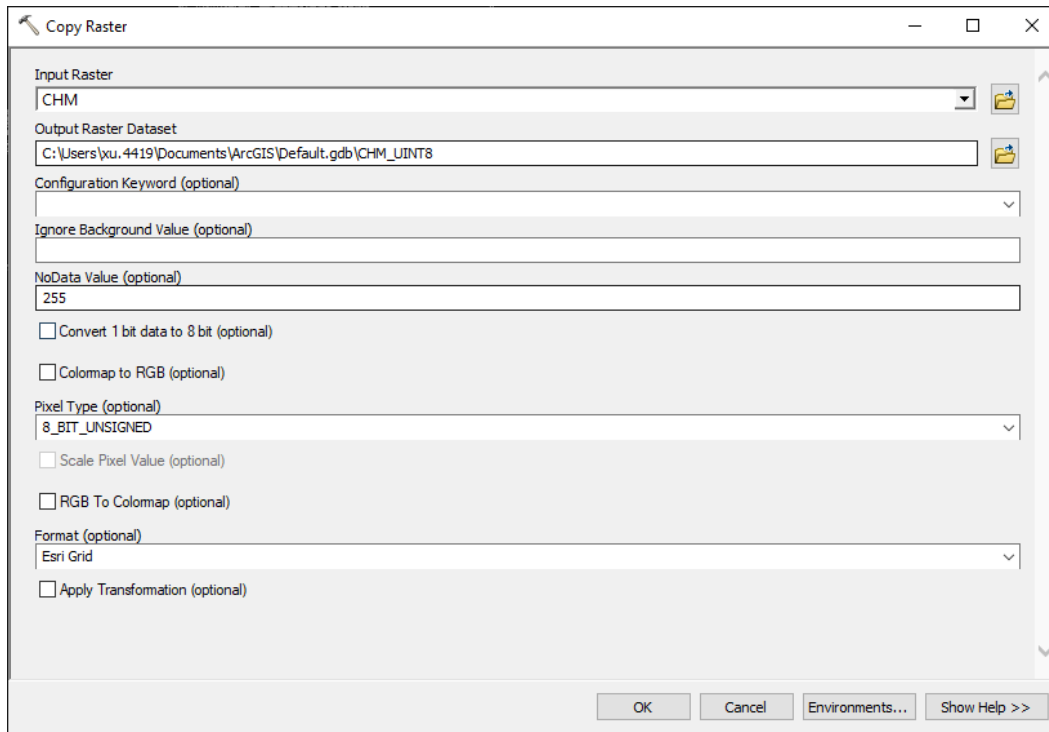 Copy Raster
Input Raster
CHM
Output Raster Dataset
C:\Users\xu.4419\Documents\ArcGIS\Default.gdb\CHM_UINT8
Configuration Keyword (optional)
Ignore Background Value (optional)
NoData Value (optional)
255
Convert 1 bit data to 8 bit (optional)
Colormap to RGB (optional)
Pixel Type (optional)
8_BIT_UNSIGNED
Scale Pixel Value (optional)
RGB To Colormap (optional)
Format (optional)
Esri Grid
Apply Transformation (optional)
OK Cancel Environments... Show Help >>